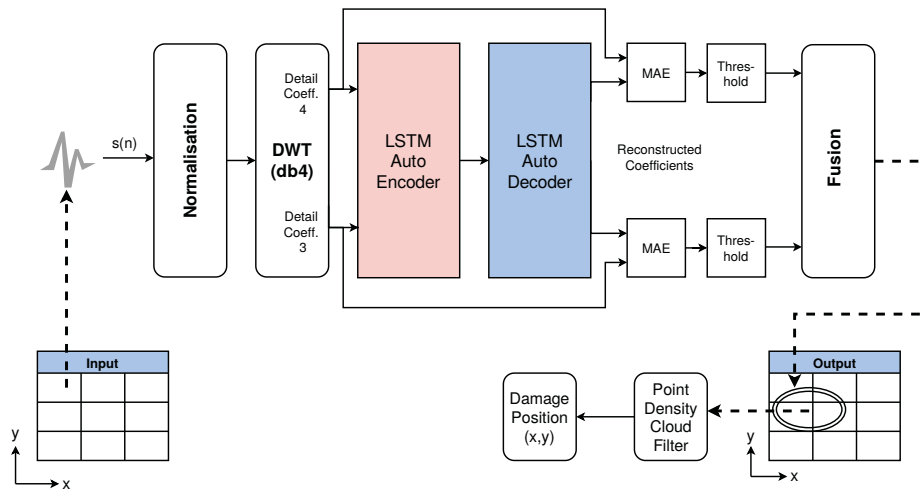 s(n)
Normalisation
Detail
Coeff.
4
DWT
(db4)
Detail
Coeff.
3
LSTM
Auto
Encoder
LSTM
Auto
Decoder
MAE
Thres-
hold
Reconstructed
Coefficients
MAE
Thres-
hold
Fusion
Input
y
x
Damage
Position
(x,y)
Point
Density
Cloud
Filter
Output
y
x